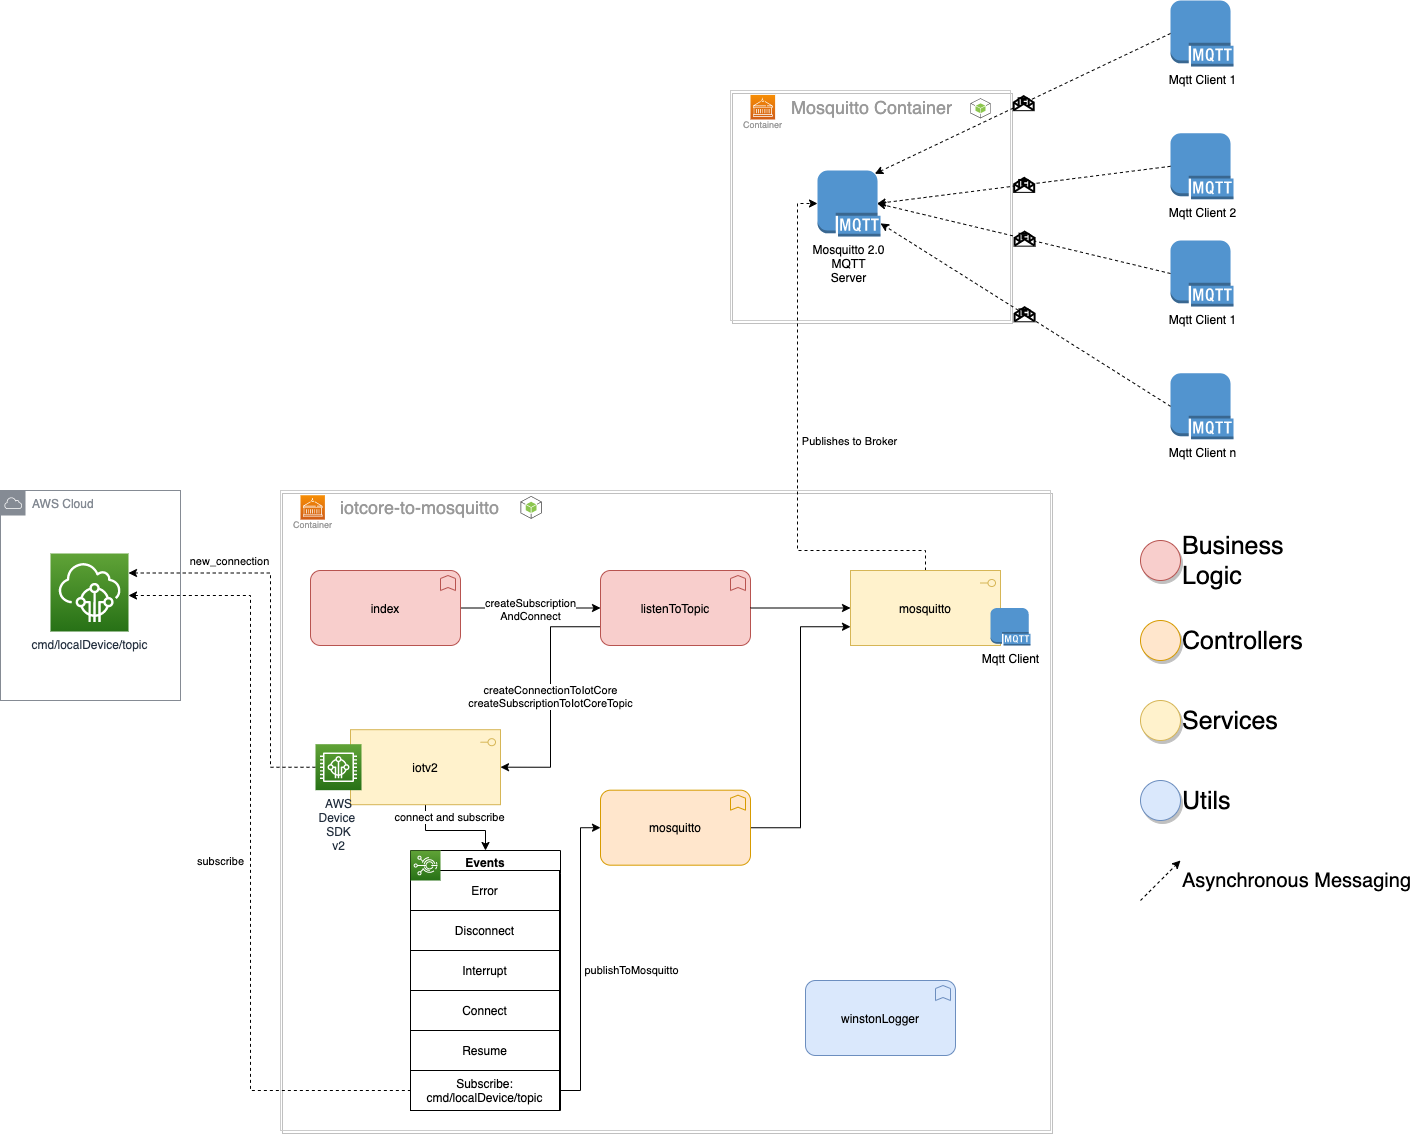 MQTT
Mqtt Client 1
Container
Mosquitto Container
MQTT
Mosquitto 2.0
MQTT
Server
MQTT
Mqtt Client 2
MQTT
Mqtt Client 1
MQTT
Mqtt Client n
Publishes to Broker
AWS Cloud
cmd/localDevice/topic
new_connection
subscribe
Container
iotcore-to-mosquitto
index
createSubscription
AndConnect
listenToTopic
mosquitto
MQTT
Mqtt Client
createConnectionToIotCore
createSubscriptionToIotCoreTopic
iotv2
AWS
Device
SDK
v2
connect and subscribe
Events
Error
Disconnect
Interrupt
Connect
Resume
Subscribe:
cmd/localDevice/topic
publishToMosquitto
mosquitto
winstonLogger
Business
Logic
Controllers
Services
Utils
Asynchronous Messaging